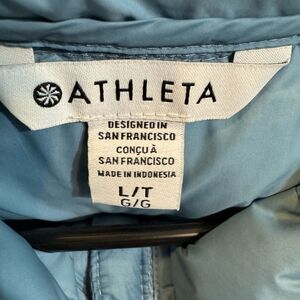 ATHLETA
DESIGNED IN
SAN FRANCISCO
CONÇU À
SAN FRANCISCO
MADE IN INDONESIA
L/T
G/G